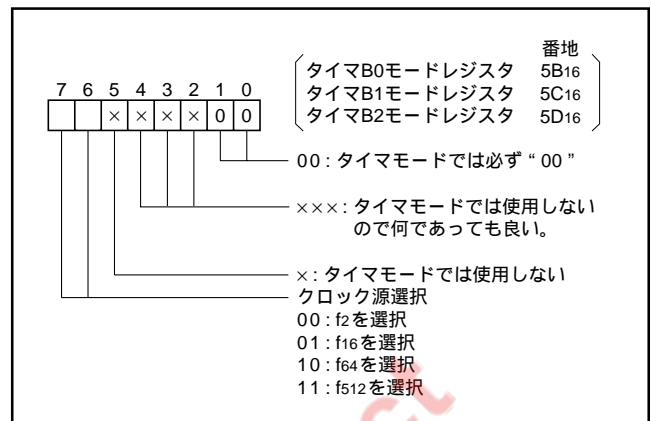 番地
タイマB0モードレジスタ 5B16
タイマB1モードレジスタ 5C16
タイマB2モードレジスタ 5D16
7 6 5 4 3 2 1 0
× × × × 0 0
00 : タイマモードでは必ず“ 00 ”
××× : タイマモードでは使用しない
ので何であっても良い。
× : タイマモードでは使用しない
クロック源選択
00 : f2を選択
01 : f16を選択
10 : f64を選択
11 : f512を選択